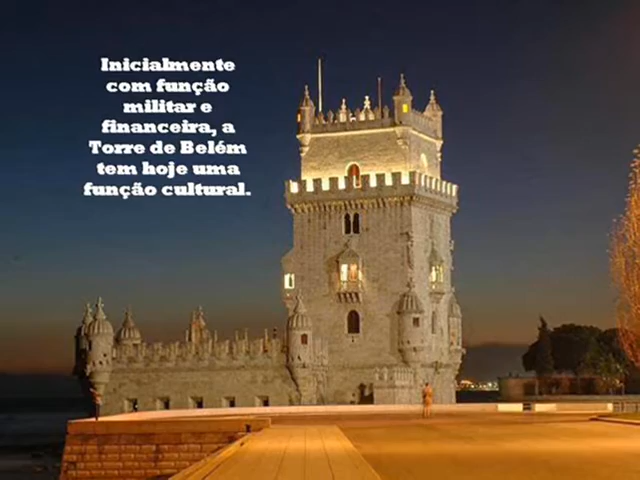 Inicialmente
com função
militar e
financeira, a
Torre de Belém
tem hoje uma
função cultural.